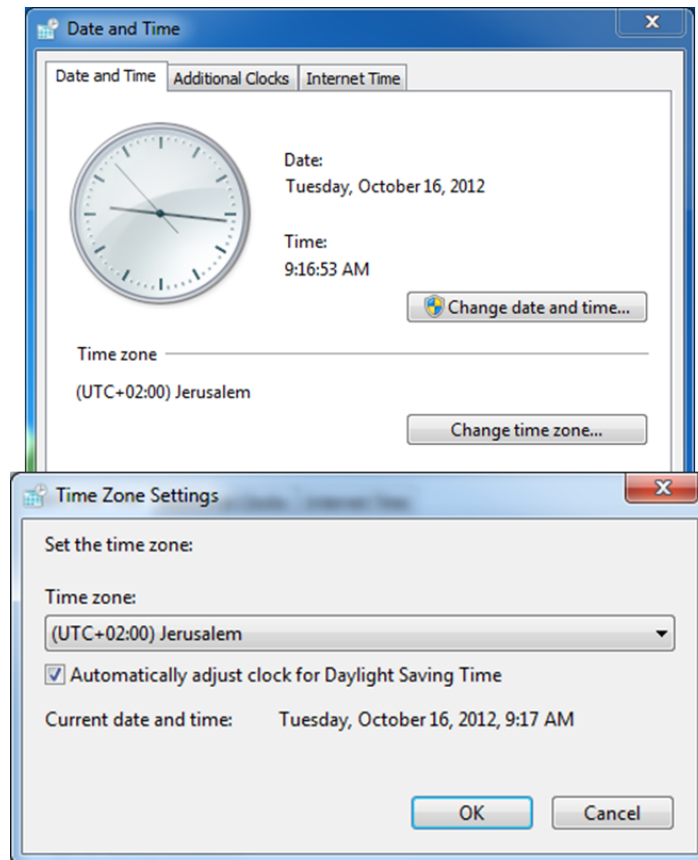 Date and Time
Date and Time Additional Clocks Internet Time
Date:
Tuesday, October 16, 2012
Time:
9:16:53 AM
Change date and time...
Time zone
(UTC+02:00) Jerusalem
Change time zone...
Time Zone Settings
Set the time zone:
Time zone:
(UTC+02:00) Jerusalem
Automatically adjust clock for Daylight Saving Time
Current date and time: Tuesday, October 16, 2012, 9:17 AM
OK Cancel